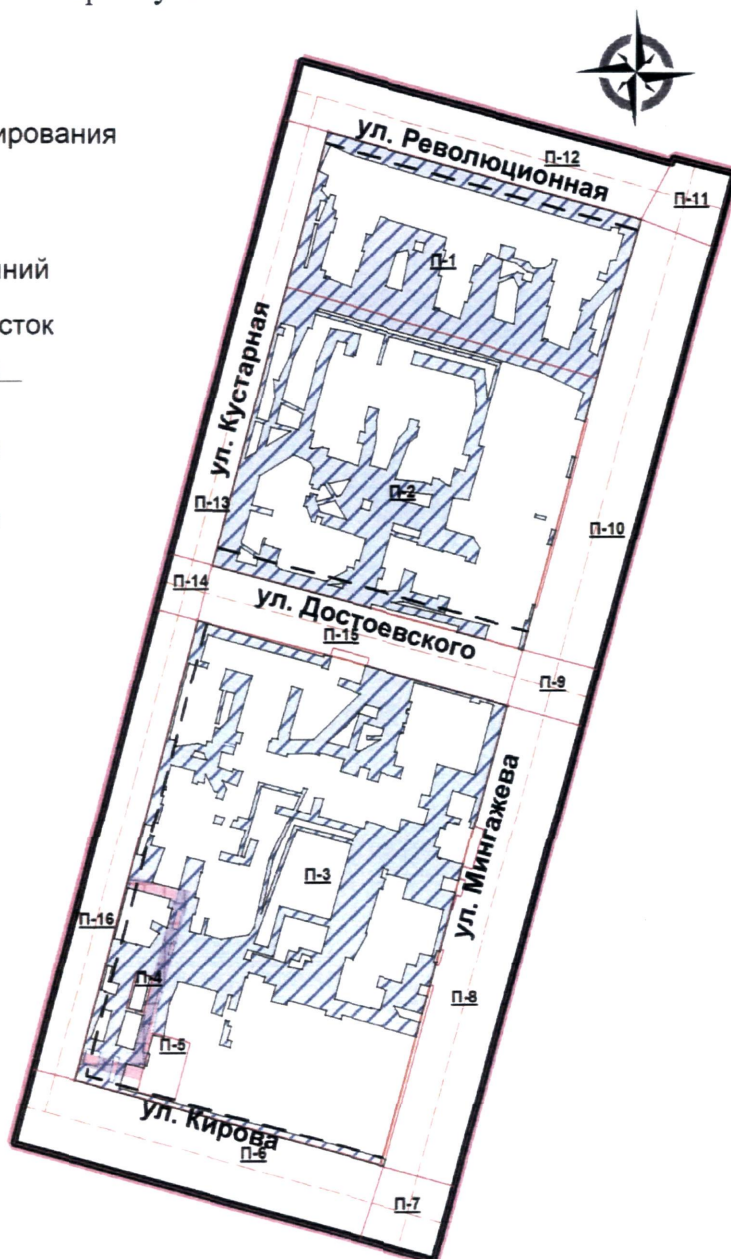 ирования
ул. Революционная
П-12
П-11
ний
П-1
сток
ул. Кустарная
П-2
П-13
П-10
П-14
ул. Достоевского
П-15
П-9
ул. Мингажева
П-3
П-16
П-4
П-8
П-5
ул. Кирова
П-6
П-7